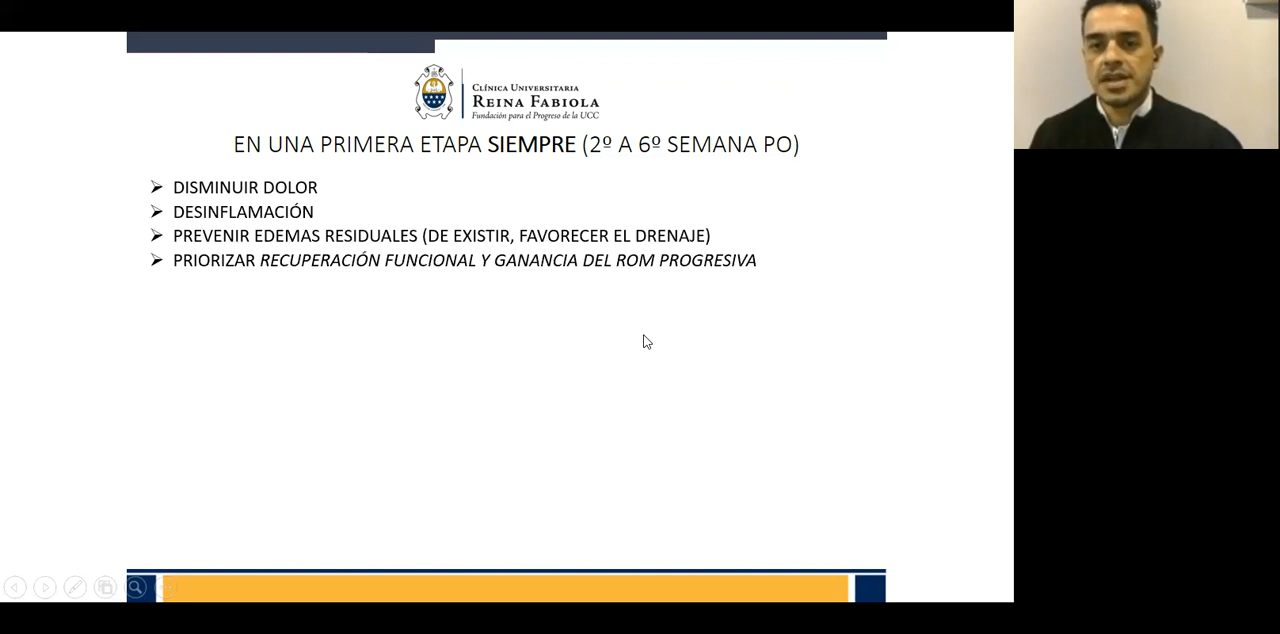 CLÍNICA UNIVERSITARIA
REINA FABIOLA
Fundación para el Progreso de la UCC
EN UNA PRIMERA ETAPA SIEMPRE (2º A 6º SEMANA PO)
➢ DISMINUIR DOLOR
➢ DESINFLAMACIÓN
➢ PREVENIR EDEMAS RESIDUALES (DE EXISTIR, FAVORECER EL DRENAJE)
➢ PRIORIZAR RECUPERACIÓN FUNCIONAL Y GANANCIA DEL ROM PROGRESIVA